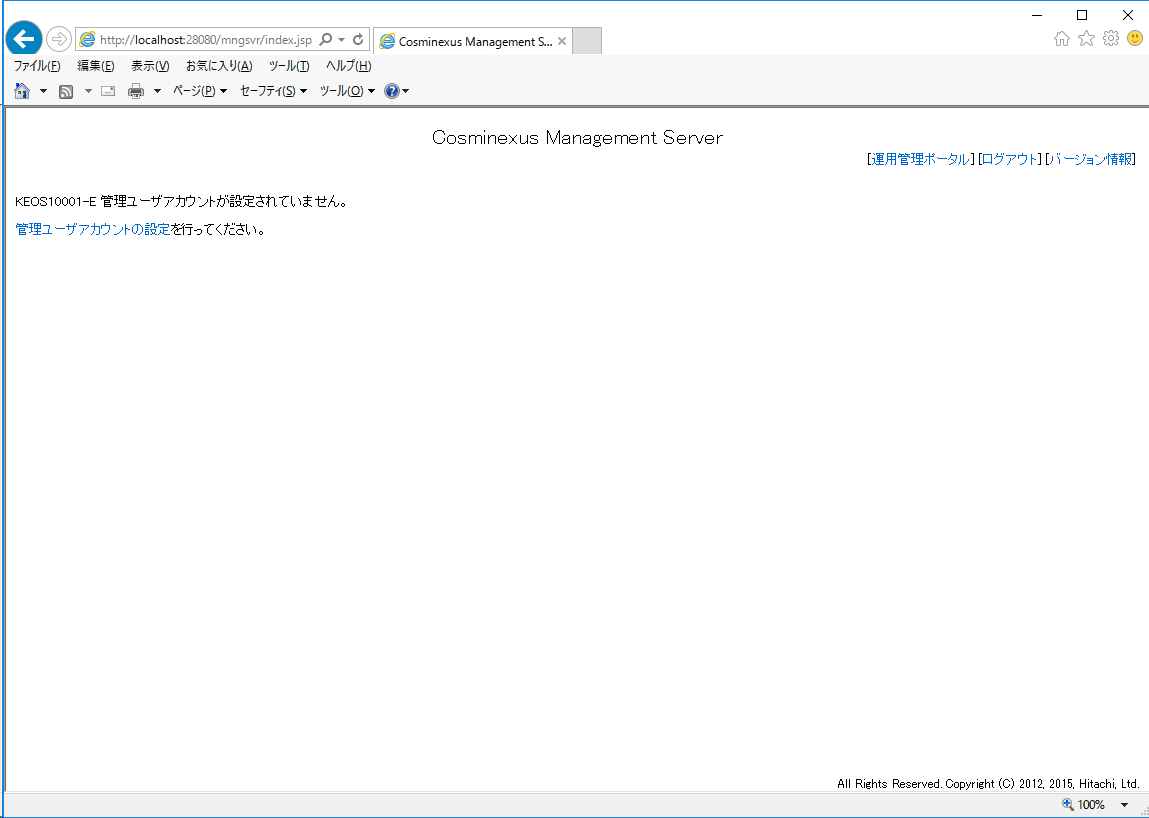 http://localhost:28080/mngsvr/index.jsp
Cosminexus Management S...
ファイル(F) 編集(E) 表示(V) お気に入り(A) ツール(T) ヘルプ(H)
ページ(P) セーフティ(S) ツール(O)
Cosminexus Management Server
[運用管理ポータル] [ログアウト] [バージョン情報]
KEOS10001-E 管理ユーザアカウントが設定されていません。
管理ユーザアカウントの設定を行ってください。
All Rights Reserved. Copyright (C) 2012, 2015, Hitachi, Ltd.
100%